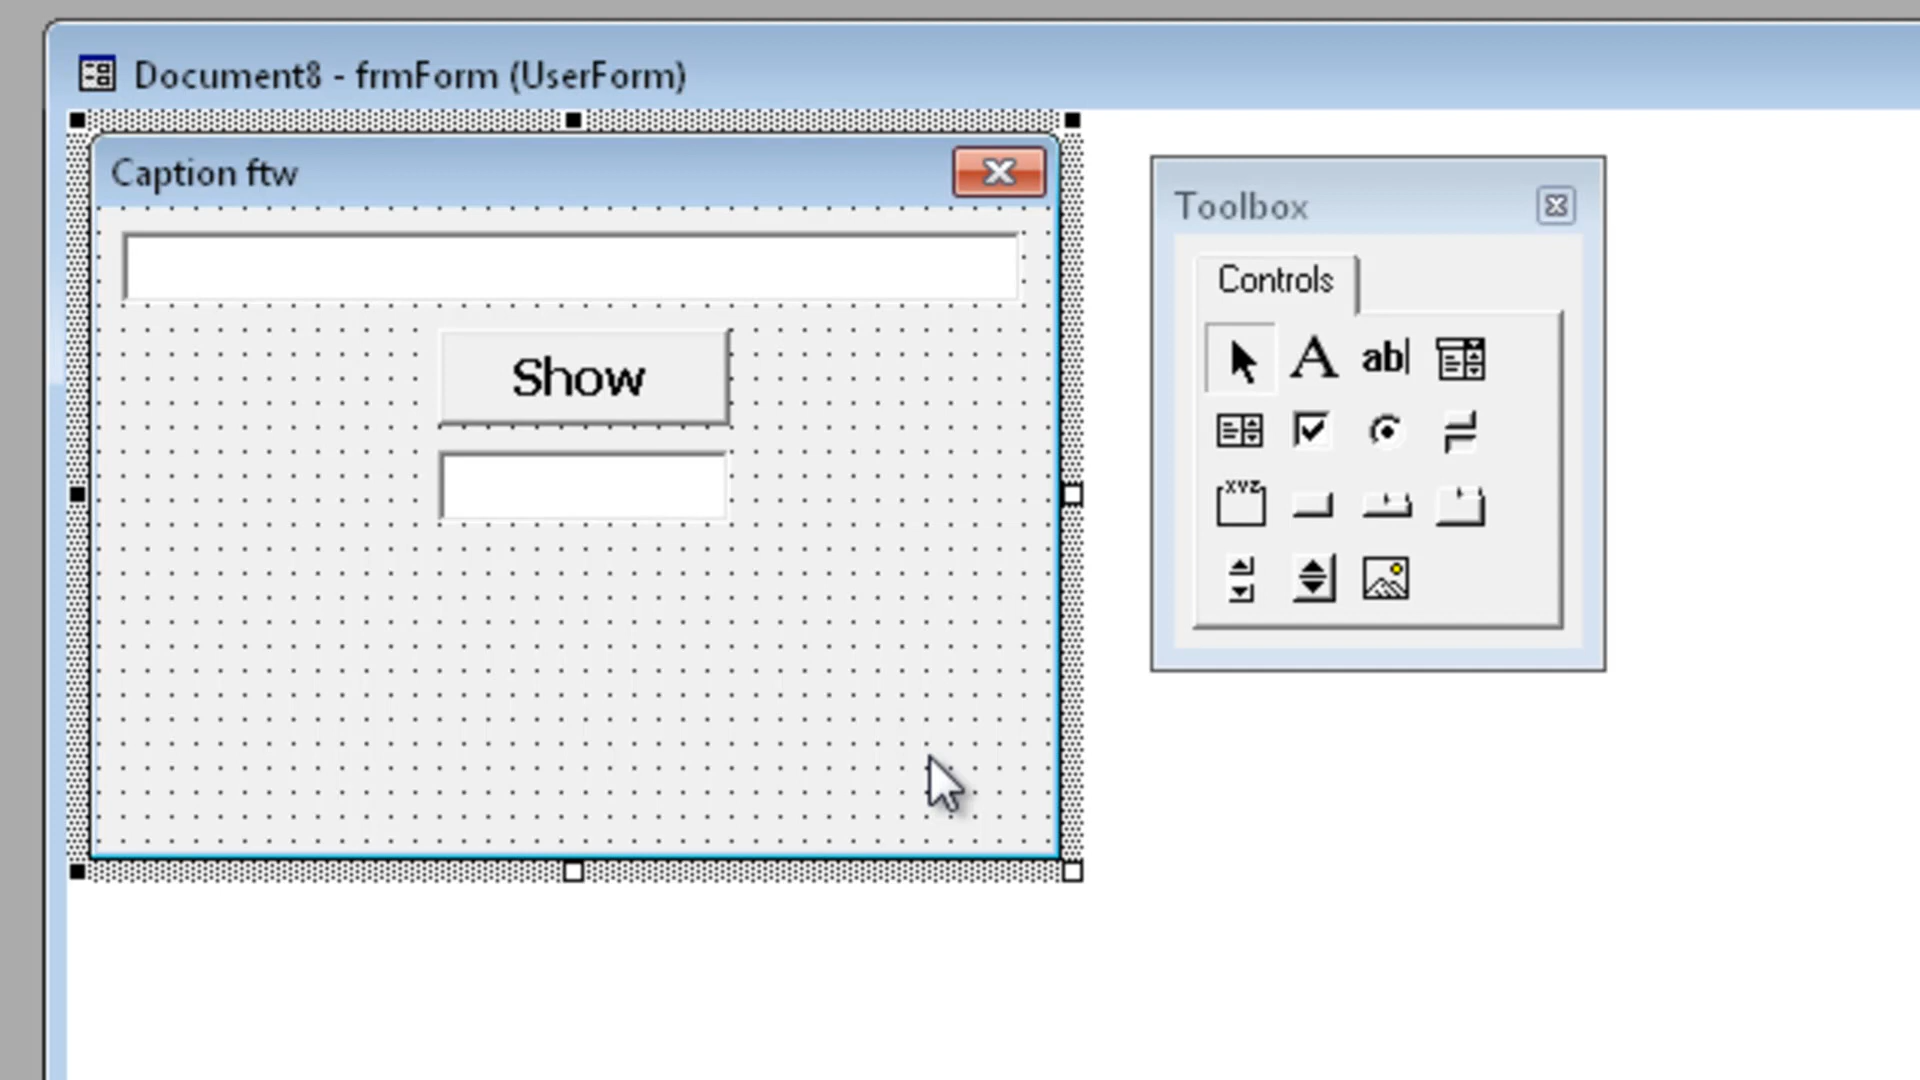 Document8 - frmForm (UserForm)
Caption ftw
Show
Toolbox
Controls
A ab|
xyz